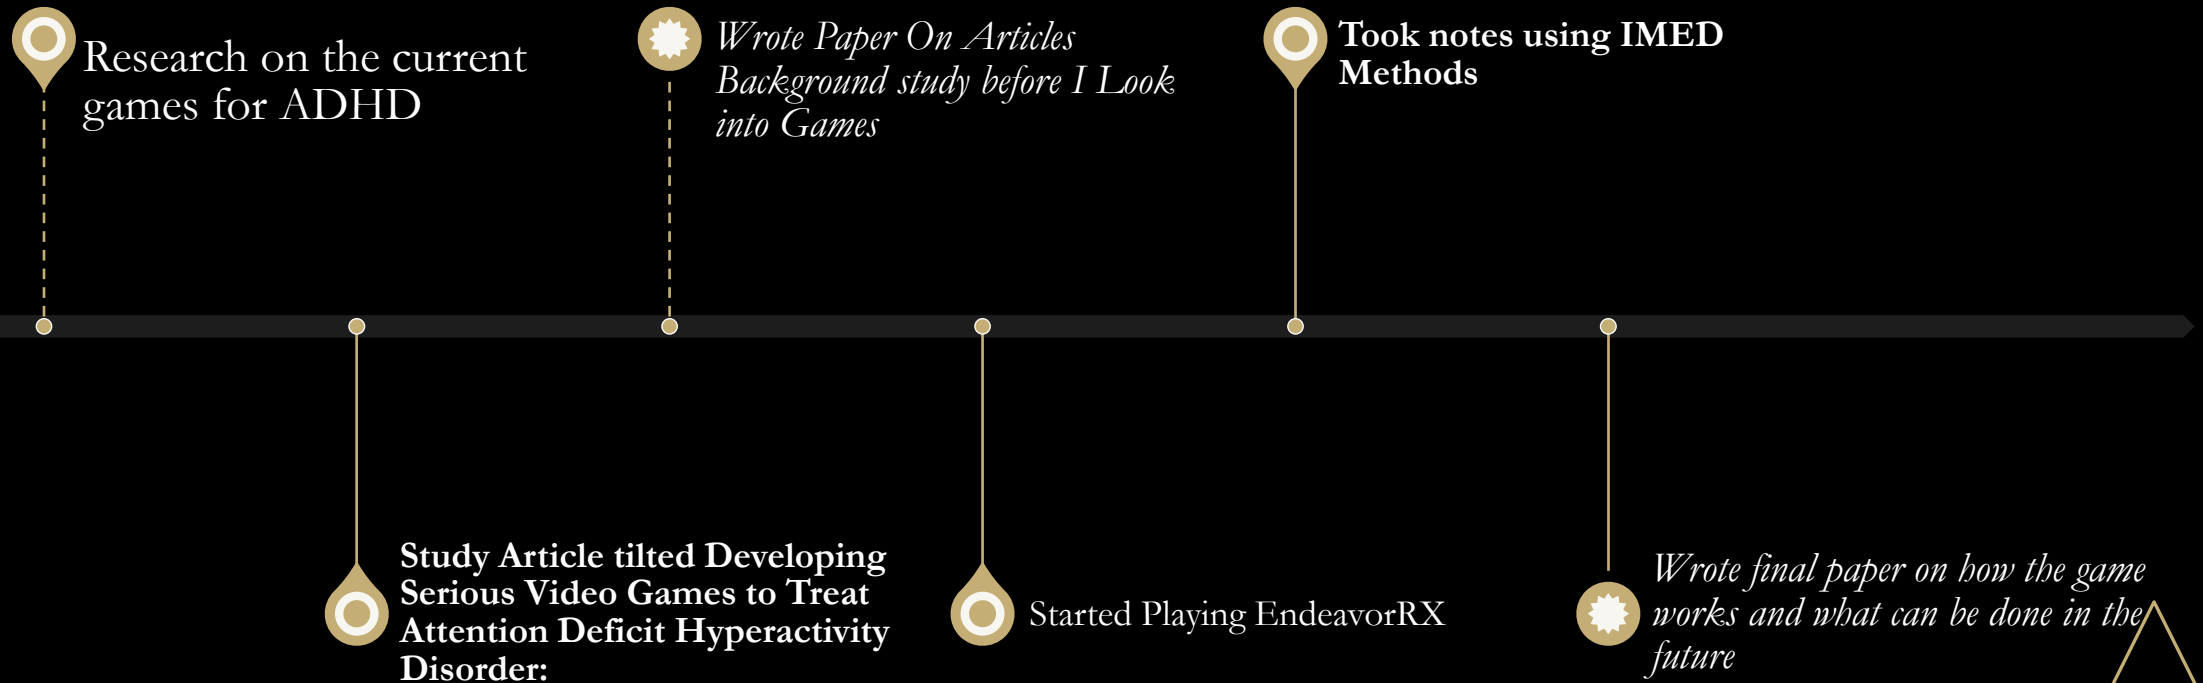 Research on the current
games for ADHD
Study Article tilted Developing
Serious Video Games to Treat
Attention Deficit Hyperactivity
Disorder:
Wrote Paper On Articles
Background study before I Look
into Games
Started Playing EndeavorRX
Took notes using IMED
Methods
Wrote final paper on how the game
works and what can be done in the
future